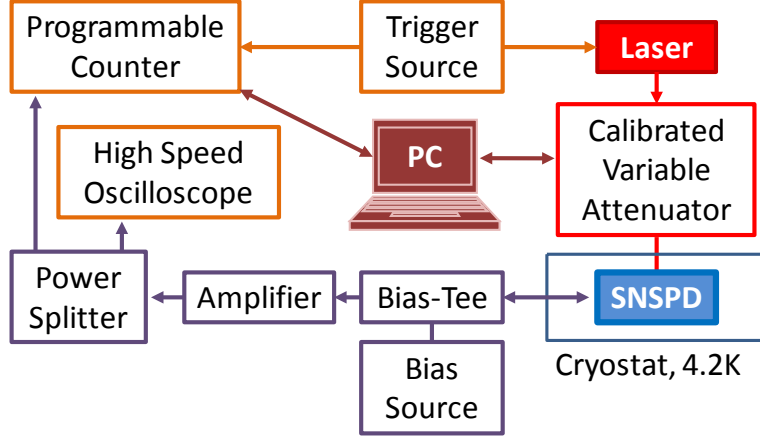 Programmable
Counter
Trigger
Source
Laser
High Speed
Oscilloscope
PC
Calibrated
Variable
Attenuator
Power
Splitter
Amplifier
Bias-Tee
SNSPD
Bias
Source
Cryostat, 4.2K